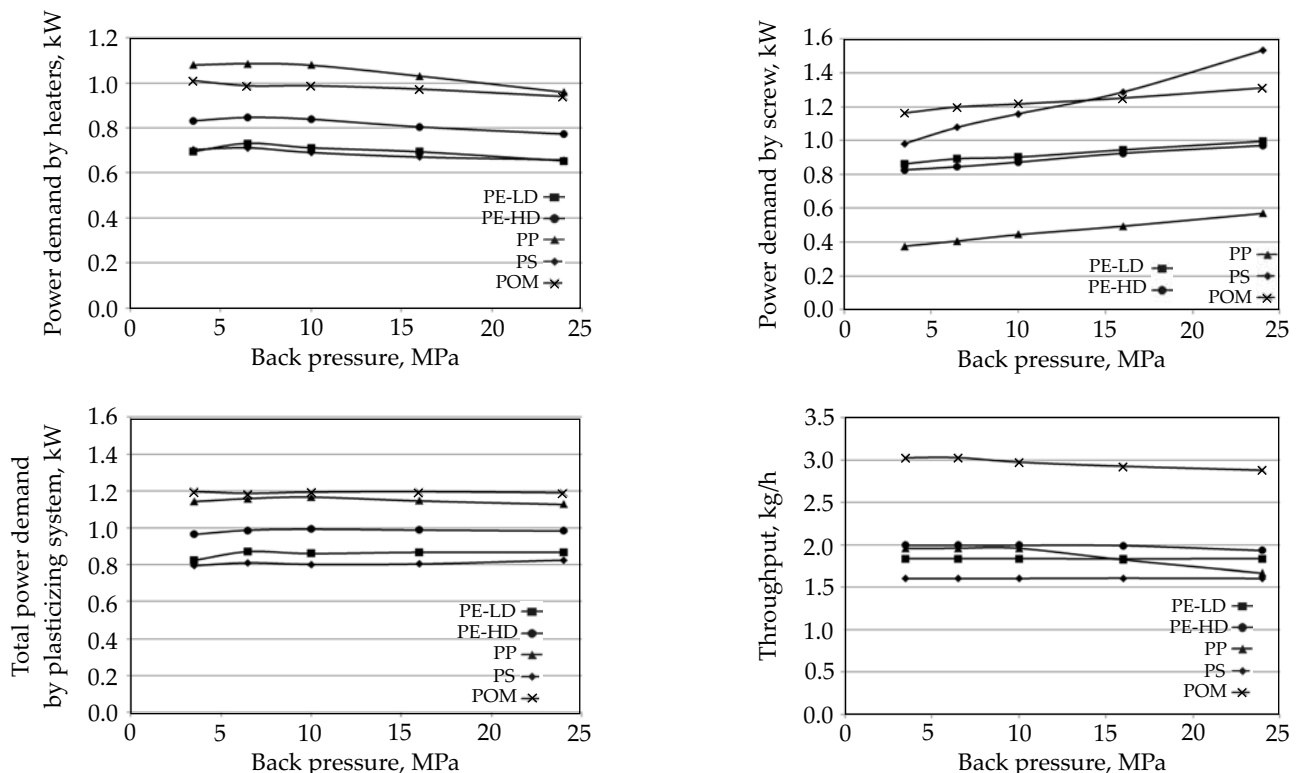 Power demand by heaters, kW
1.2
1.0
0.8
0.6
0.4
0.2
0.0
PE-LD
PE-HD
PP
PS
POM
0 5 10 15 20 25
Back pressure, MPa
Power demand by screw, kW
1.6
1.4
1.2
1.0
0.8
0.6
0.4
0.2
0.0
PE-LD
PE-HD
PP
PS
POM
0 5 10 15 20 25
Back pressure, MPa
Total power demand
by plasticizing system, kW
1.6
1.4
1.2
1.0
0.8
0.6
0.4
0.2
0.0
PE-LD
PE-HD
PP
PS
POM
0 5 10 15 20 25
Back pressure, MPa
Throughput, kg/h
3.5
3.0
2.5
2.0
1.5
1.0
0.5
0.0
PE-LD
PE-HD
PP
PS
POM
0 5 10 15 20 25
Back pressure, MPa